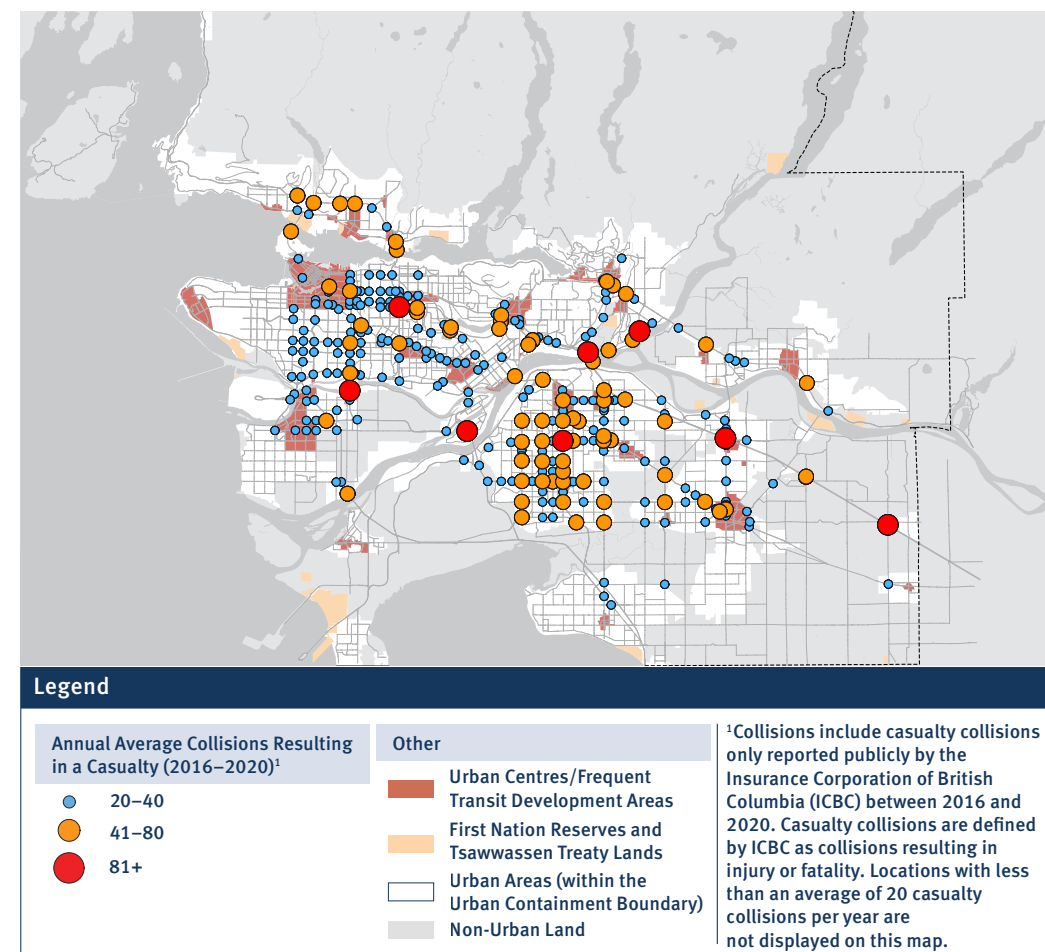 Legend
Annual Average Collisions Resulting
in a Casualty (2016–2020)¹
20–40
41–80
81+
Other
Urban Centres/Frequent
Transit Development Areas
First Nation Reserves and
Tsawwassen Treaty Lands
Urban Areas (within the
Urban Containment Boundary)
Non-Urban Land
¹Collisions include casualty collisions
only reported publicly by the
Insurance Corporation of British
Columbia (ICBC) between 2016 and
2020. Casualty collisions are defined
by ICBC as collisions resulting in
injury or fatality. Locations with less
than an average of 20 casualty
collisions per year are
not displayed on this map.